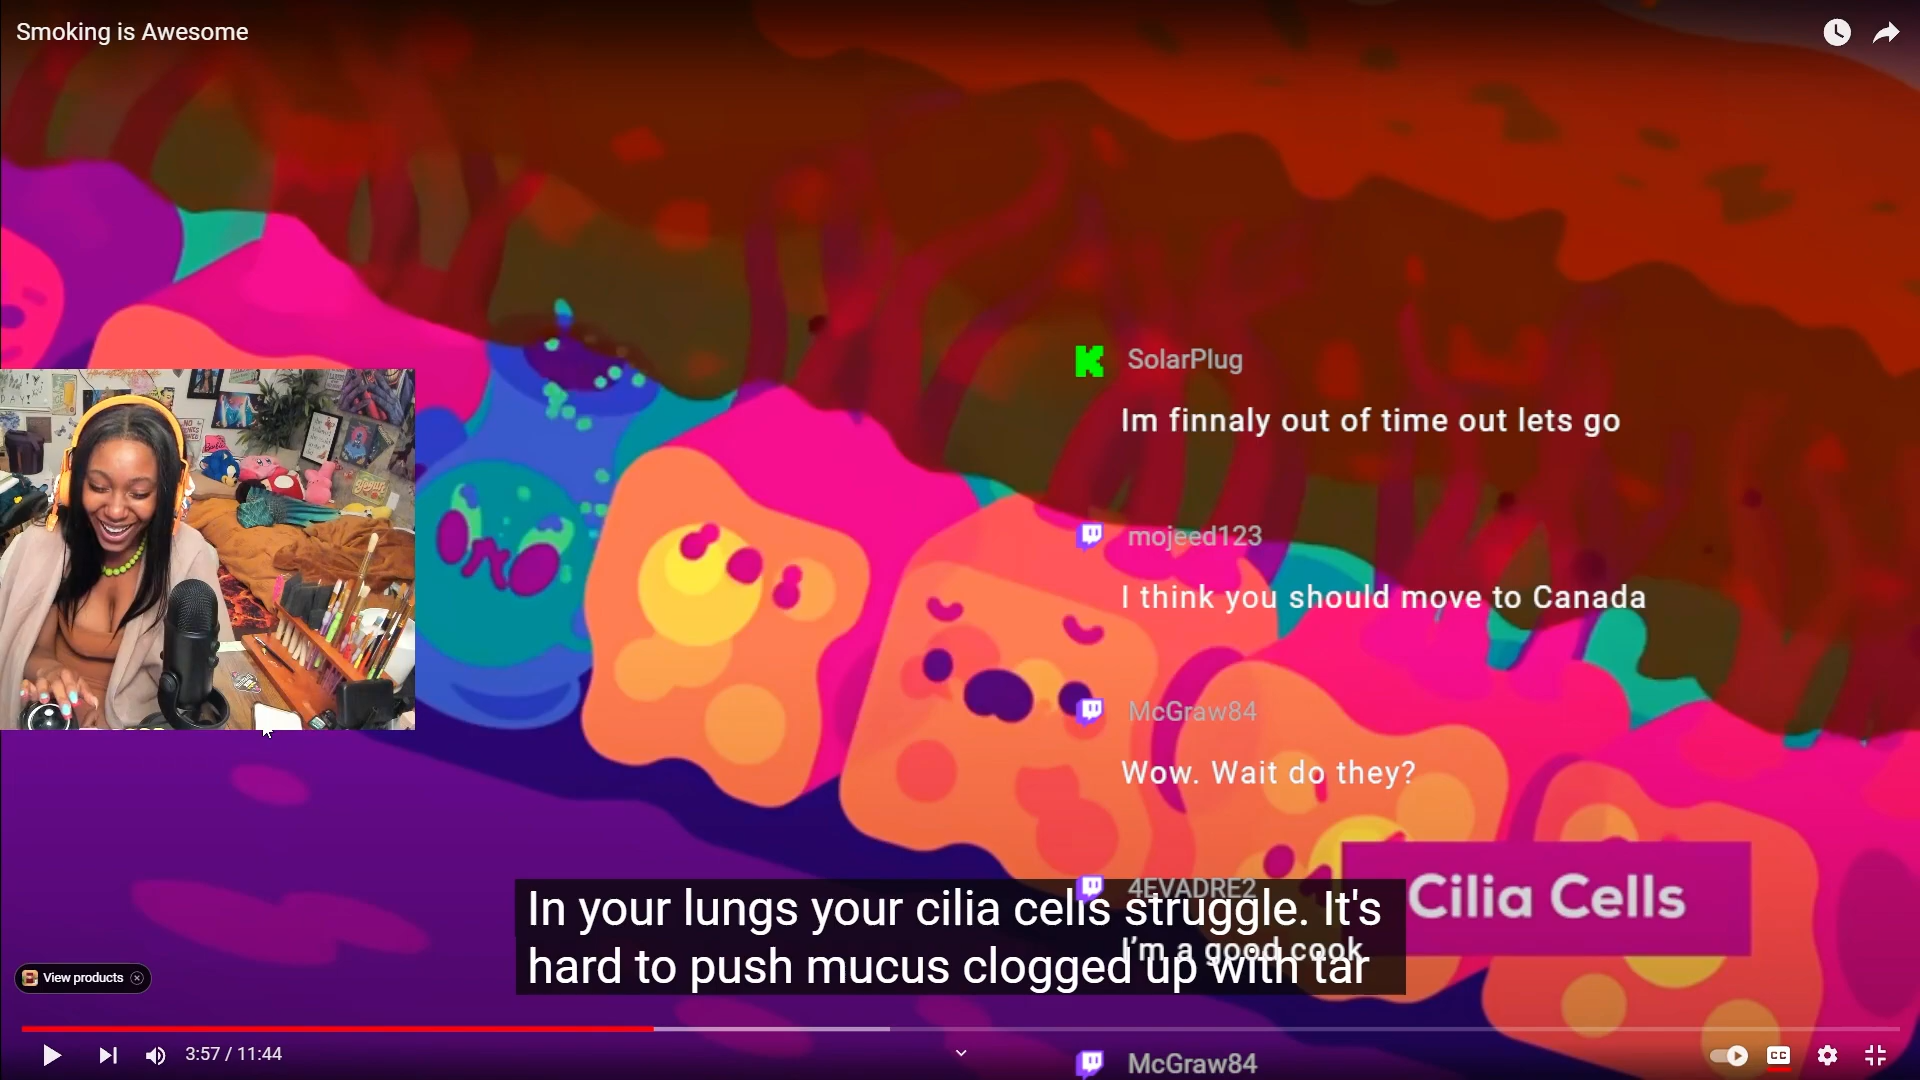 Smoking is Awesome
SolarPlug
Im finnaly out of time out lets go
mojeed123
I think you should move to Canada
McGraw84
Wow. Wait do they?
4EVADRE2
I'm a good cook
Cilia Cells
In your lungs your cilia cells struggle. It's
hard to push mucus clogged up with tar
View products
3:57 / 11:44
McGraw84
CC